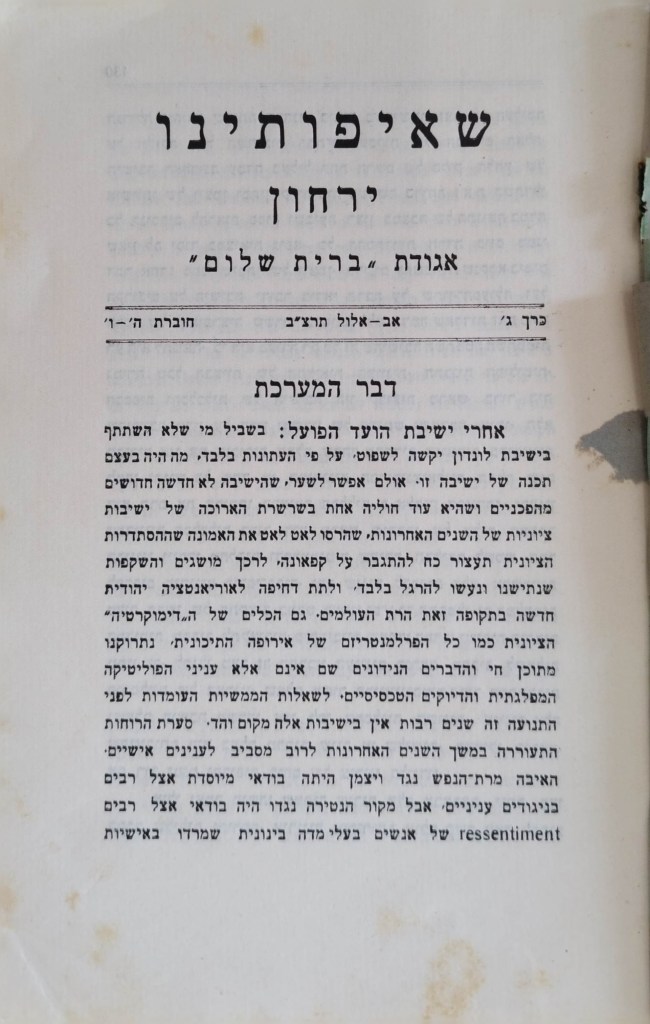 שאיפותינו
ירחון
אגודת „ברית שלום"
כרך ג׳ אב–אלול תרצ״ב חוברת ה׳–ו׳
דבר המערכת
אחרי ישיבת הועד הפועל: בשביל מי שלא השתתף
בישיבת לונדון יקשה לשפוט, על פי העתונות בלבד, מה היה בעצם
תכנה של ישיבה זו. אולם אפשר לשער, שהישיבה לא חדשה חדושים
מהפכניים ושהיא עוד חוליה אחת בשרשרת הארוכה של ישיבות
ציוניות של השנים האחרונות, שהרסו לאט לאט את האמונה שההסתדרות
הציונית תעצור כח להתגבר על קפאונה, לרכך מושגים והשקפות
שנתישנו ונעשו להרגל בלבד, ולתת דחיפה לאוריאנטציה יהודית
חדשה בתקופה זאת הרת העולמים. גם הכלים של ה„דימוקרטיה"
הציונית כמו כל הפרלמנטריזם של אירופה התיכונית, נתרוקנו
מתוכן חי והדברים הנידונים שם אינם אלא עניני הפוליטיקה
המפלגתית והדיוקים הטכסיסיים. לשאלות הממשיות העומדות לפני
התנועה זה שנים רבות אין בישיבות אלה מקום והד. סערת הרוחות
התעוררה במשך השנים האחרונות לרוב מסביב לענינים אישיים.
האיבה מרת־הנפש נגד ויצמן היתה בודאי מיוסדת אצל רבים
בניגודים עניניים, אבל מקור הנטירה נגדו היה בודאי אצל רבים
ressentiment של אנשים בעלי מדה בינונית שמרדו באישיות